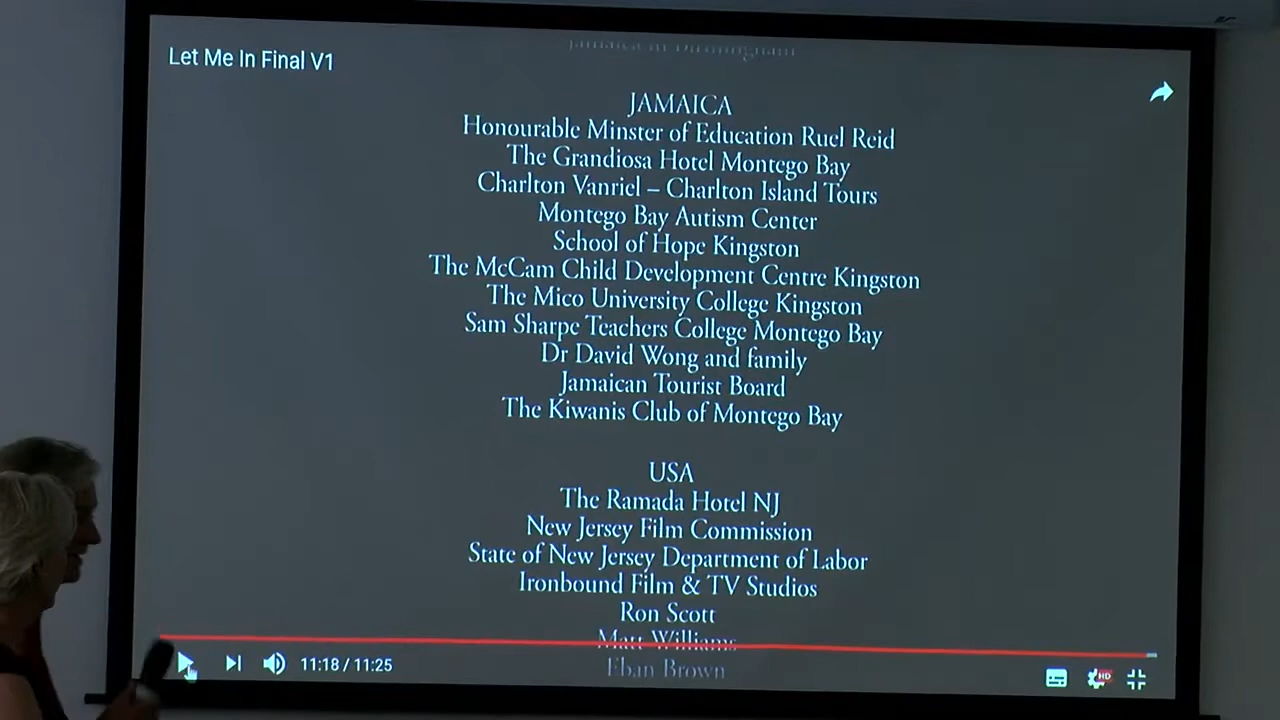 Jamaica in Birmingham
Let Me In Final V1
JAMAICA
Honourable Minster of Education Ruel Reid
The Grandiosa Hotel Montego Bay
Charlton Vanriel – Charlton Island Tours
Montego Bay Autism Center
School of Hope Kingston
The McCam Child Development Centre Kingston
The Mico University College Kingston
Sam Sharpe Teachers College Montego Bay
Dr David Wong and family
Jamaican Tourist Board
The Kiwanis Club of Montego Bay
USA
The Ramada Hotel NJ
New Jersey Film Commission
State of New Jersey Department of Labor
Ironbound Film & TV Studios
Ron Scott
Matt Williams
Eban Brown
11:18 / 11:25
HD